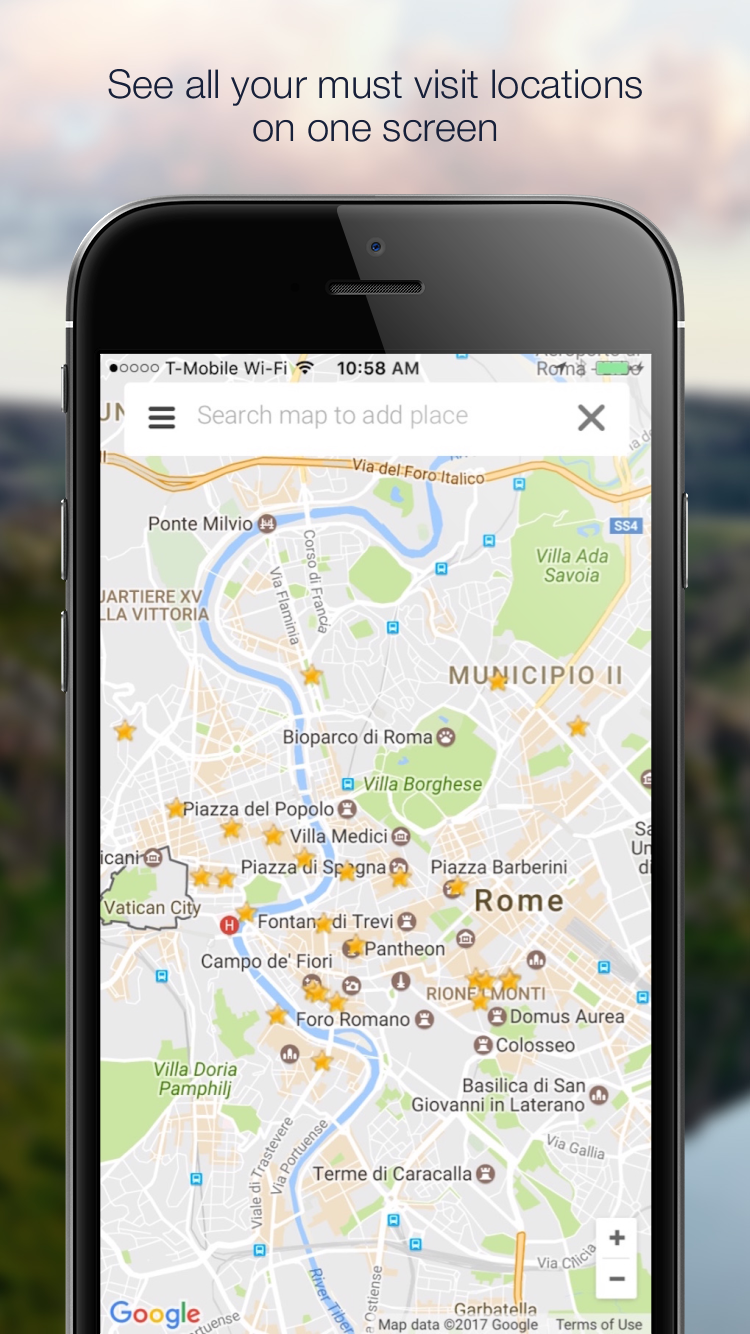 See all your must visit locations
on one screen
T-Mobile Wi-Fi 10:58 AM
Roma
Search map to add place
Via del Foro Italico
SS4
Ponte Milvio
Corso di Francia
Via Flaminia
Villa Ada
Savoia
UARTIERE XV
LLA VITTORIA
MUNICIPIO II
Bioparco di Roma
Villa Borghese
Piazza del Popolo
Villa Medici
icani
Piazza di Spagna
Piazza Barberini
Rome
Vatican City
H
Fontana di Trevi
Pantheon
Campo de' Fiori
RIONE I MONTI
Foro Romano
Domus Aurea
Colosseo
Villa Doria
Pamphilj
Basilica di San
Giovanni in Laterano
Viale di Trastevere
Via Portuense
Via Gallia
Terme di Caracalla
+
−
Via Cilicia
River Tiber
Ostiense
Garbatella
Google
rtuense
Map data ©2017 Google Terms of Use